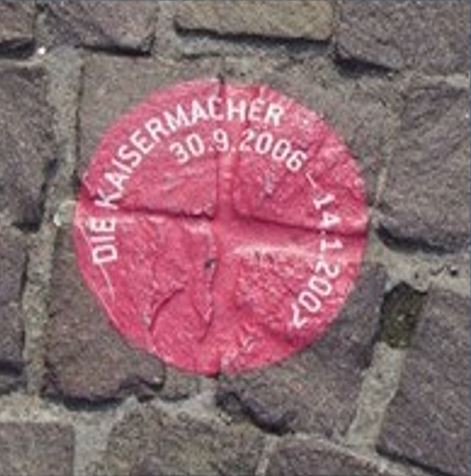 DIE KAISERMACHER
30.9.2006 – 14.1.2007